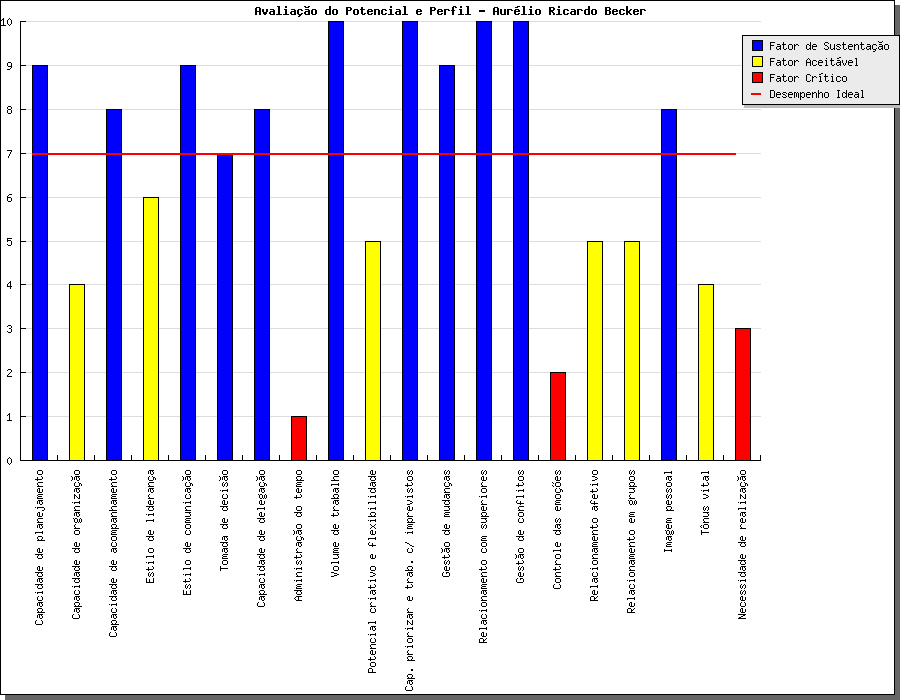 Avaliação do Potencial e Perfil - Aurélio Ricardo Becker
Fator de Sustentação
Fator Aceitável
Fator Crítico
Desempenho Ideal
10
9
8
7
6
5
4
3
2
1
0
Capacidade de planejamento
Capacidade de organização
Capacidade de acompanhamento
Estilo de liderança
Estilo de comunicação
Tomada de decisão
Capacidade de delegação
Administração do tempo
Volume de trabalho
Potencial criativo e flexibilidade
Cap. priorizar e trab. c/ imprevistos
Gestão de mudanças
Relacionamento com superiores
Gestão de conflitos
Controle das emoções
Relacionamento afetivo
Relacionamento em grupos
Imagem pessoal
Tônus vital
Necessidade de realização